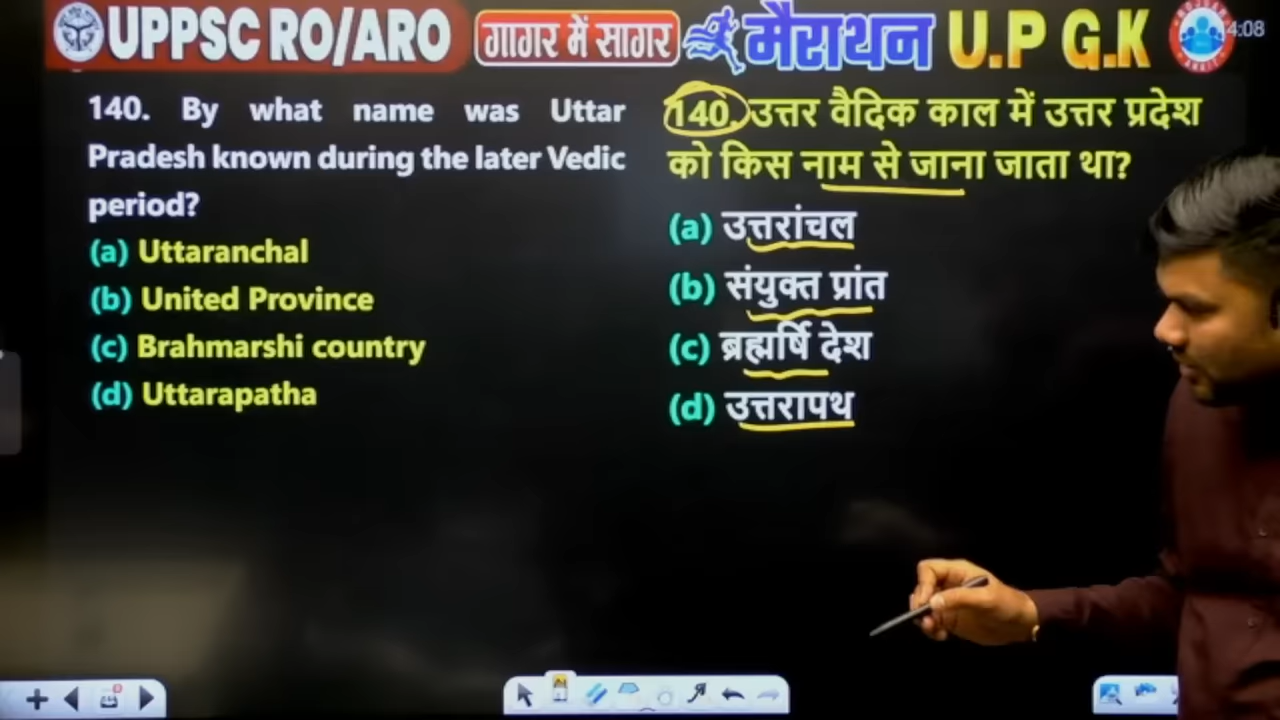 UPPSC RO/ARO गागर में सागर मैराथन U.P G.K
4:08
140. By what name was Uttar
Pradesh known during the later Vedic
period?
(a) Uttaranchal
(b) United Province
(c) Brahmarshi country
(d) Uttarapatha
140. उत्तर वैदिक काल में उत्तर प्रदेश
को किस नाम से जाना जाता था?
(a) उत्तरांचल
(b) संयुक्त प्रांत
(c) ब्रह्मर्षि देश
(d) उत्तरापथ